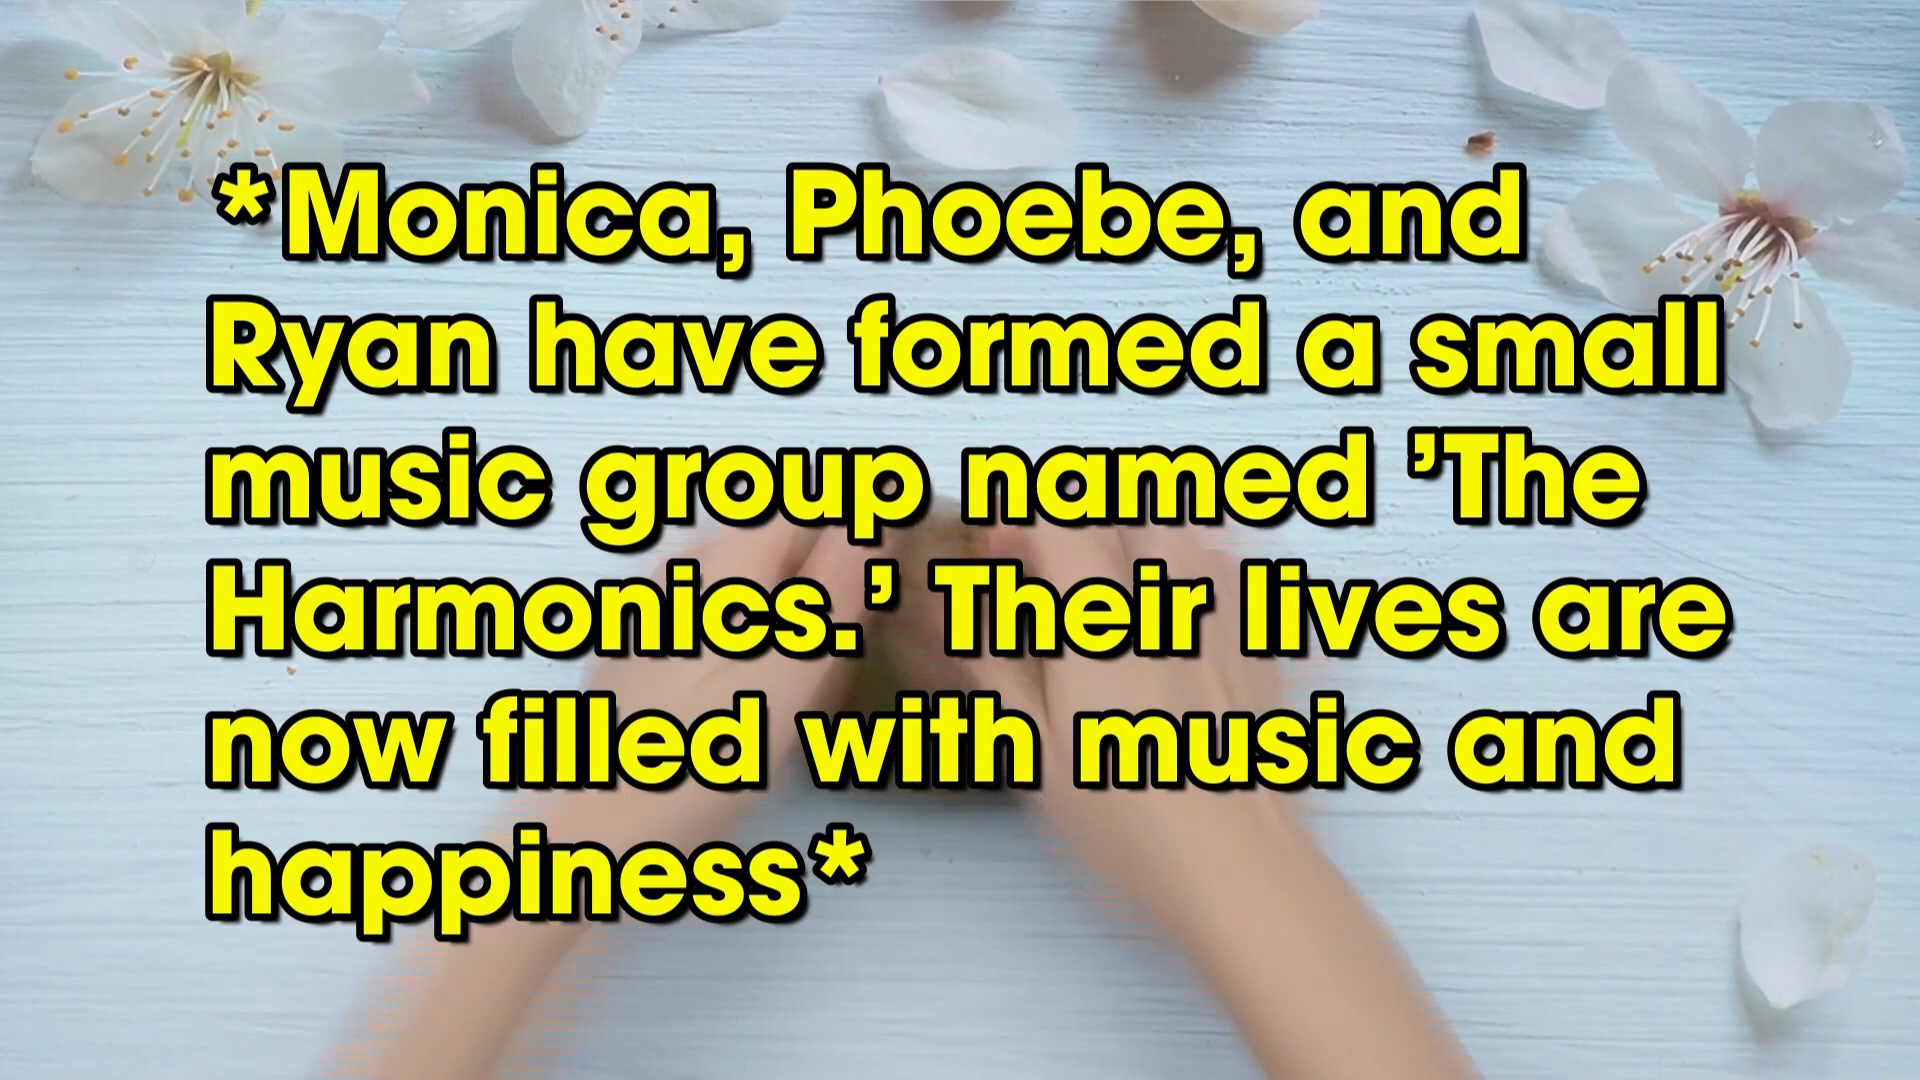 *Monica, Phoebe, and
Ryan have formed a small
music group named ’The
Harmonics.’ Their lives are
now filled with music and
happiness*